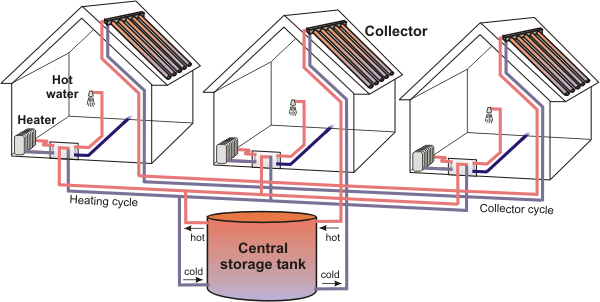 Collector
Hot
water
Heater
Heating cycle
Collector cycle
hot
hot
Central
storage tank
cold
cold